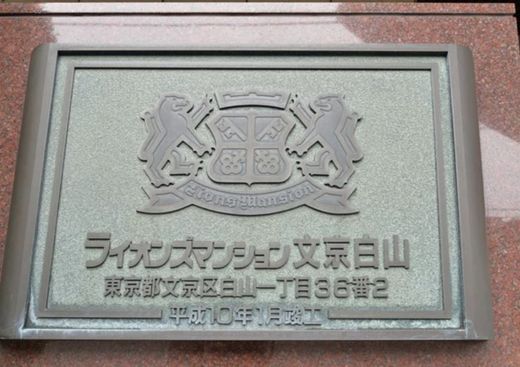 Lions Mansion
ライオンズマンション文京白山
東京都文京区白山一丁目36番2
平成10年1月竣工